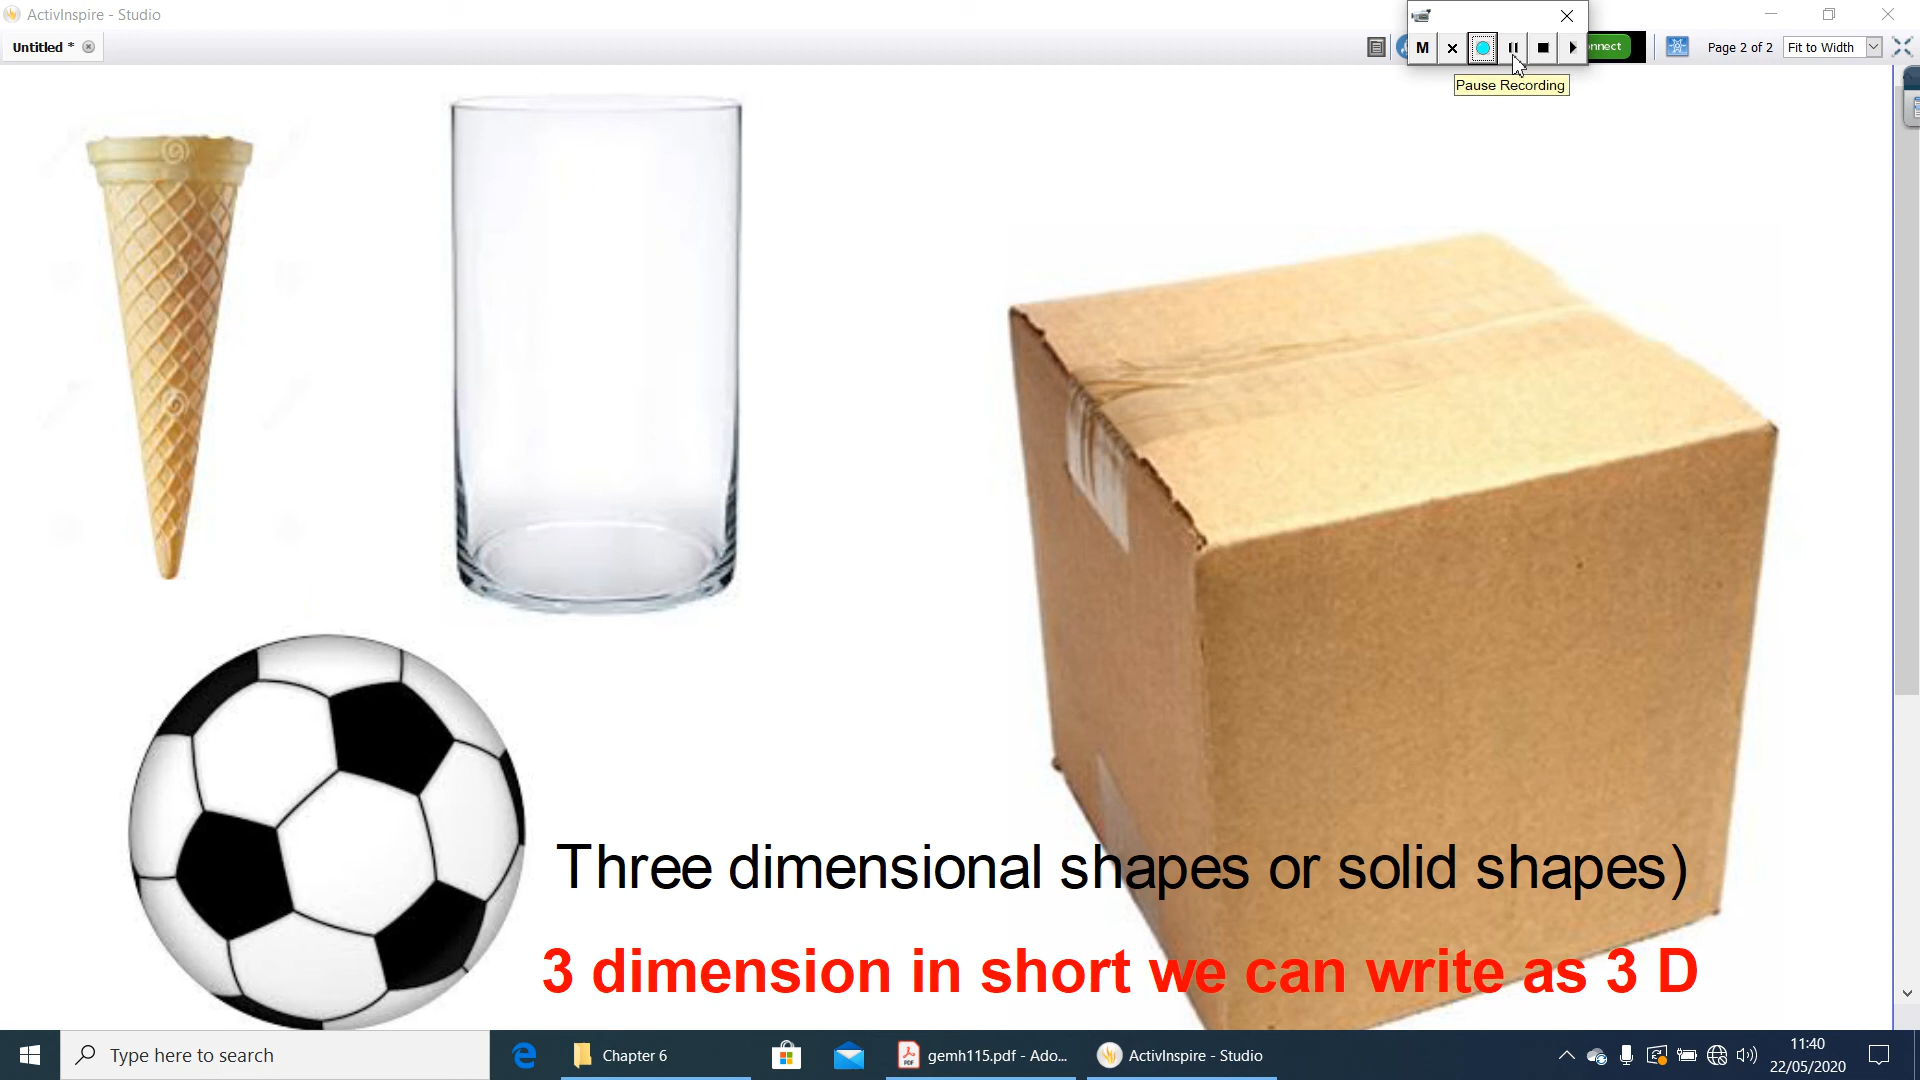 ActivInspire - Studio
Untitled *
M
nnect
Page 2 of 2
Fit to Width
Pause Recording
Three dimensional shapes or solid shapes)
3 dimension in short we can write as 3 D
Type here to search
Chapter 6
gemh115.pdf - Ado...
ActivInspire - Studio
11:40
22/05/2020